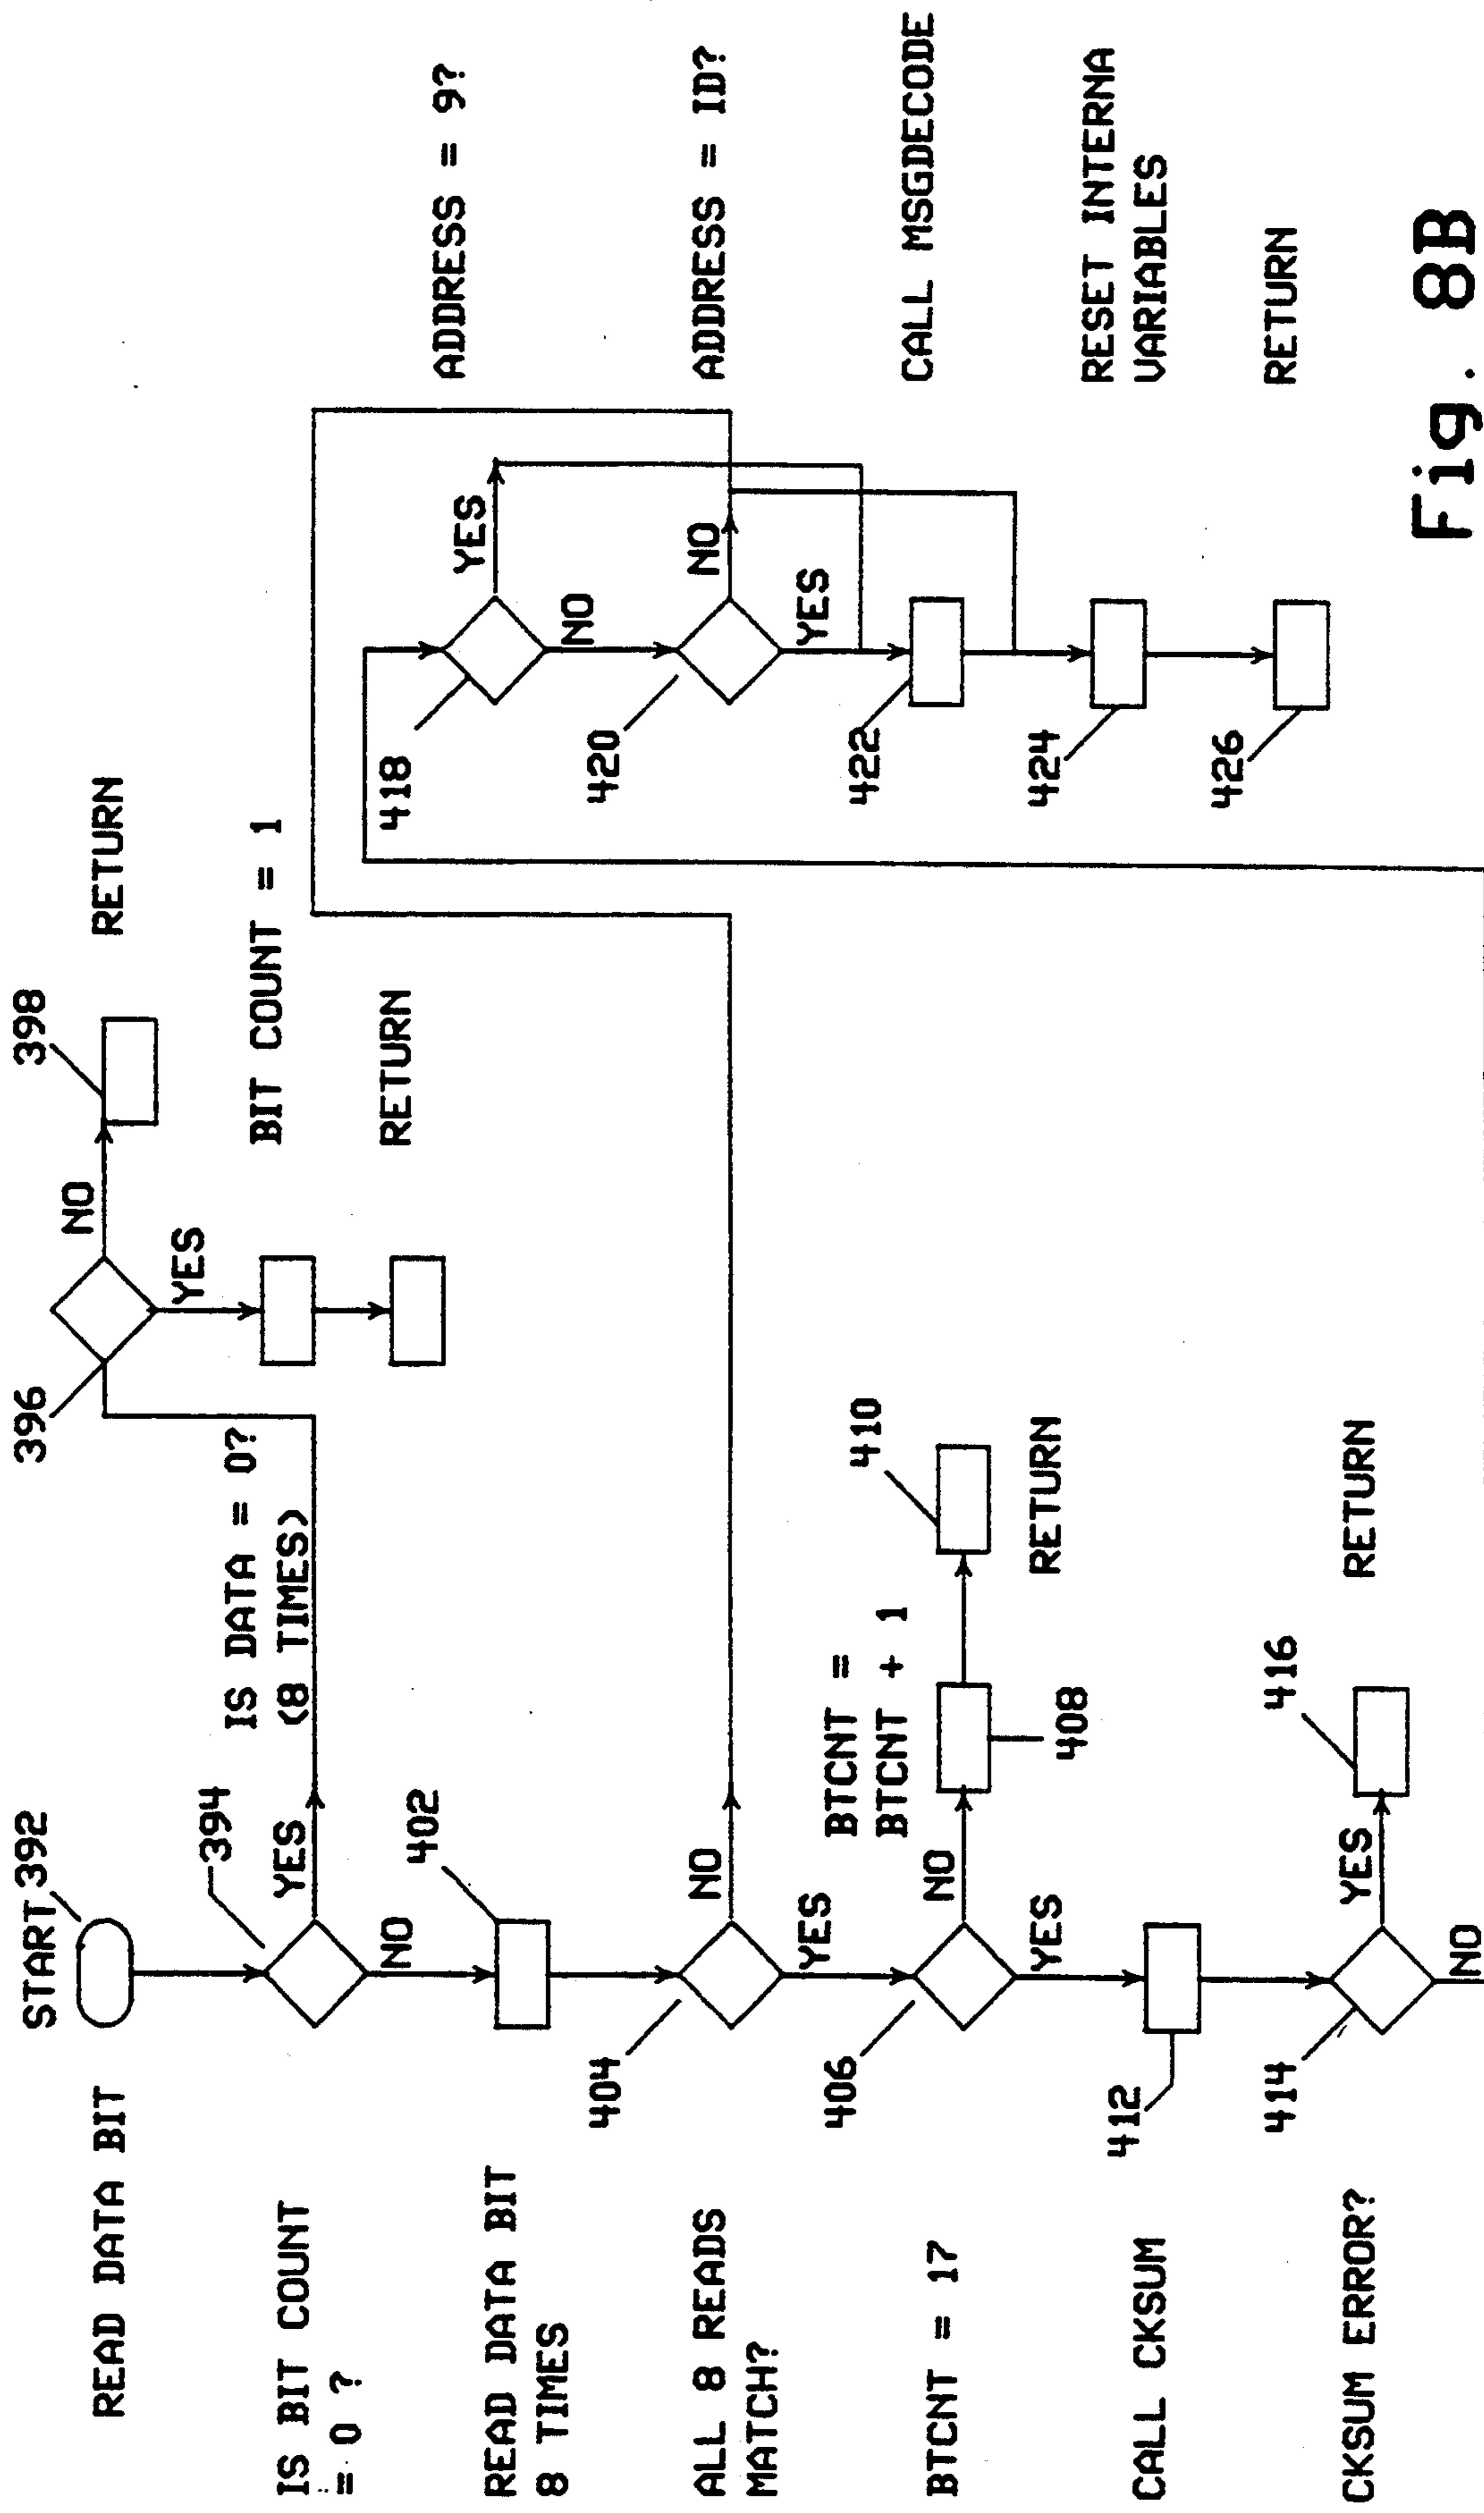 START 392
READ DATA BIT
394
IS BIT COUNT
= 0 ?
YES
NO
IS DATA = 0?
(8 TIMES)
396
NO
398
RETURN
YES
BIT COUNT = 1
RETURN
402
READ DATA BIT
8 TIMES
404
ALL 8 READS
MATCH?
NO
YES
406
BTCNT = 17
NO
YES
BTCNT =
BTCNT + 1
408
410
RETURN
412
CALL CKSUM
414
CKSUM ERROR?
YES
NO
416
RETURN
418
ADDRESS = 9?
YES
NO
420
ADDRESS = ID?
NO
YES
422
CALL MSGDECODE
424
RESET INTERNA
VARIABLES
426
RETURN
Fig. 8B